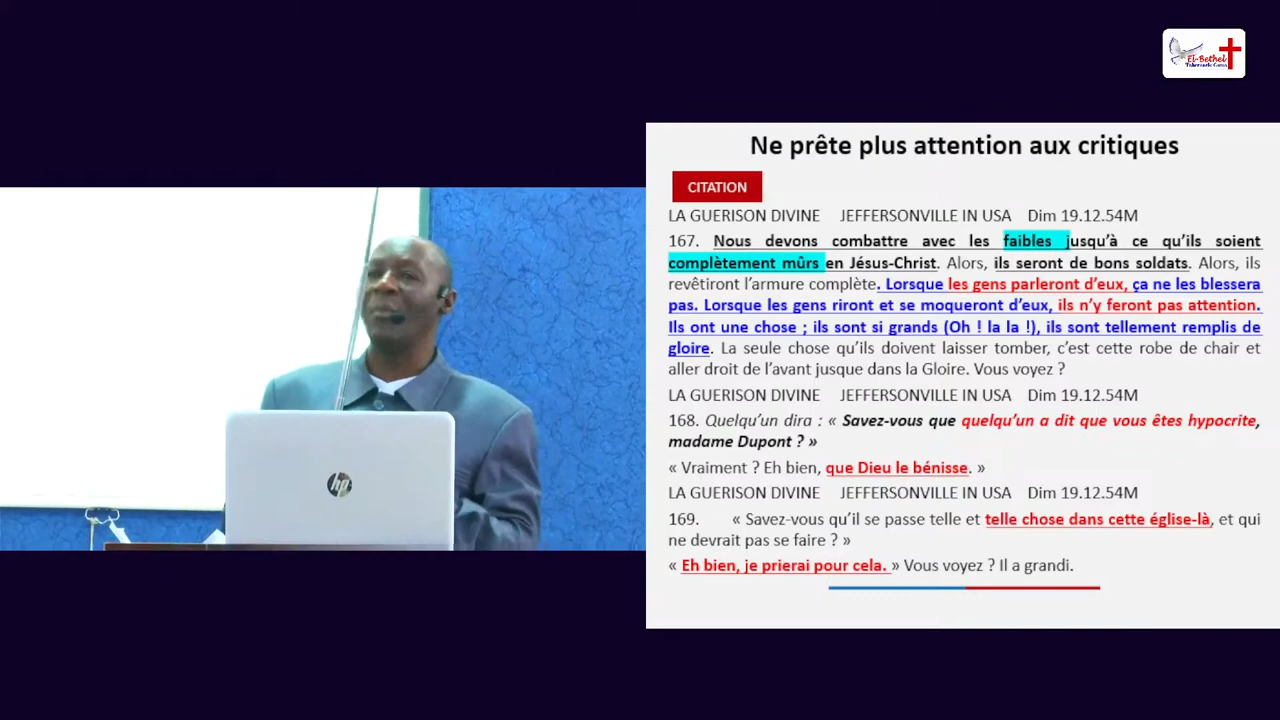 El-Bethel
Ne prête plus attention aux critiques
CITATION
LA GUERISON DIVINE JEFFERSONVILLE IN USA Dim 19.12.54M
167. Nous devons combattre avec les faibles jusqu’à ce qu’ils soient
complètement mûrs en Jésus-Christ. Alors, ils seront de bons soldats. Alors, ils
revêtiront l’armure complète. Lorsque les gens parleront d’eux, ça ne les blessera
pas. Lorsque les gens riront et se moqueront d’eux, ils n’y feront pas attention.
Ils ont une chose ; ils sont si grands (Oh ! la la !), ils sont tellement remplis de
gloire. La seule chose qu’ils doivent laisser tomber, c’est cette robe de chair et
aller droit de l’avant jusque dans la Gloire. Vous voyez ?
LA GUERISON DIVINE JEFFERSONVILLE IN USA Dim 19.12.54M
168. Quelqu’un dira : « Savez-vous que quelqu’un a dit que vous êtes hypocrite,
madame Dupont ? »
« Vraiment ? Eh bien, que Dieu le bénisse. »
LA GUERISON DIVINE JEFFERSONVILLE IN USA Dim 19.12.54M
169. « Savez-vous qu’il se passe telle et telle chose dans cette église-là, et qui
ne devrait pas se faire ? »
« Eh bien, je prierai pour cela. » Vous voyez ? Il a grandi.
hp